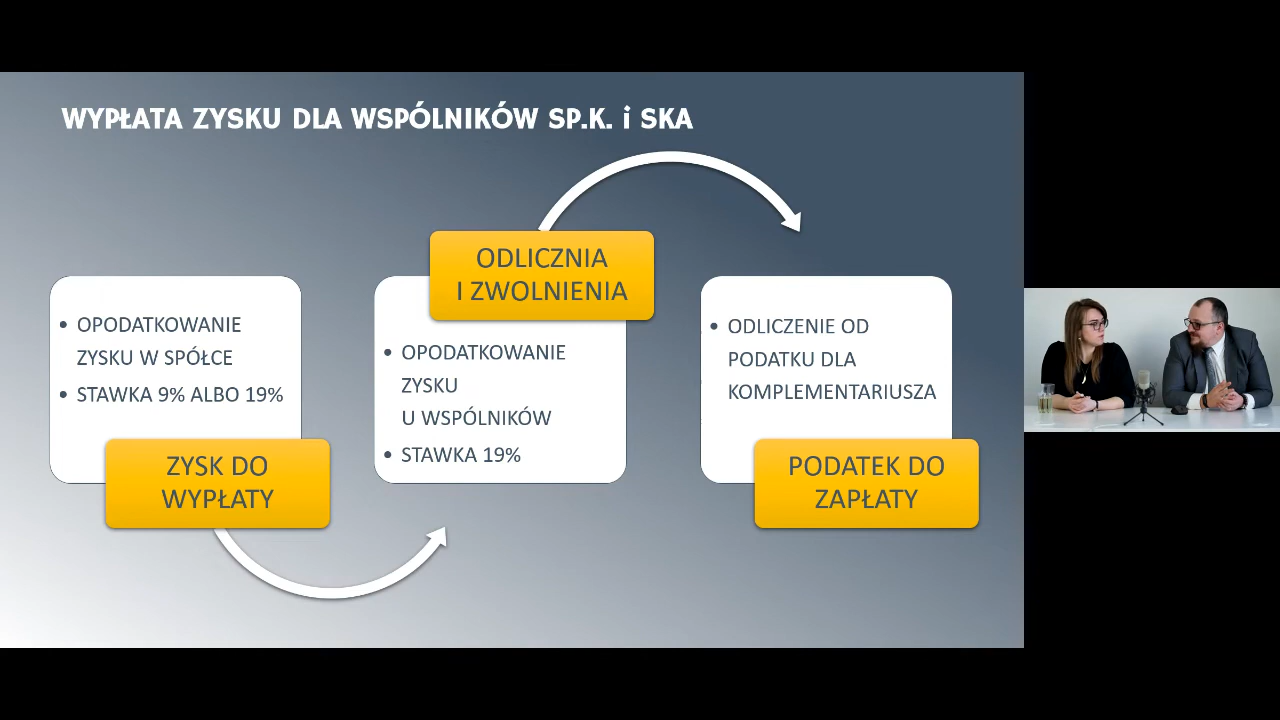 WYPŁATA ZYSKU DLA WSPÓLNIKÓW SP.K. i SKA
• OPODATKOWANIE
ZYSKU W SPÓŁCE
• STAWKA 9% ALBO 19%
ZYSK DO
WYPŁATY
ODLICZNIA
I ZWOLNIENIA
• OPODATKOWANIE
ZYSKU
U WSPÓLNIKÓW
• STAWKA 19%
• ODLICZENIE OD
PODATKU DLA
KOMPLEMENTARIUSZA
PODATEK DO
ZAPŁATY